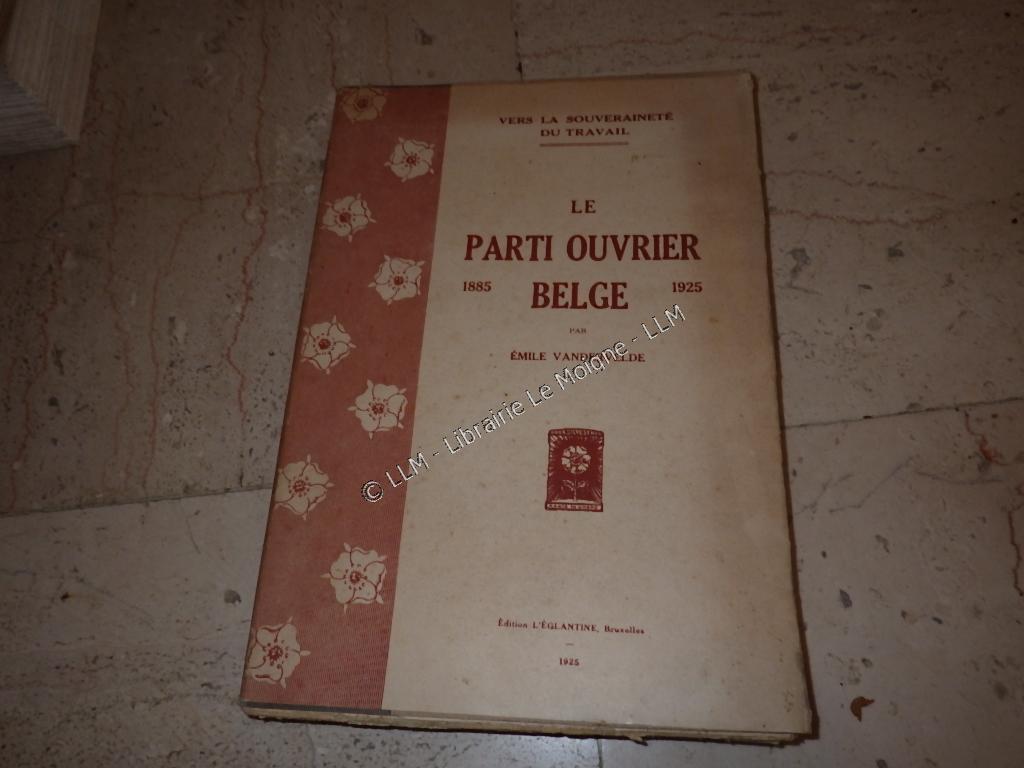 VERS LA SOUVERAINETÉ
DU TRAVAIL
LE
PARTI OUVRIER
1885 BELGE 1925
PAR
ÉMILE VANDERVELDE
© LLM - Librairie Le Moigne - LLM
Édition L'ÉGLANTINE, Bruxelles
1925